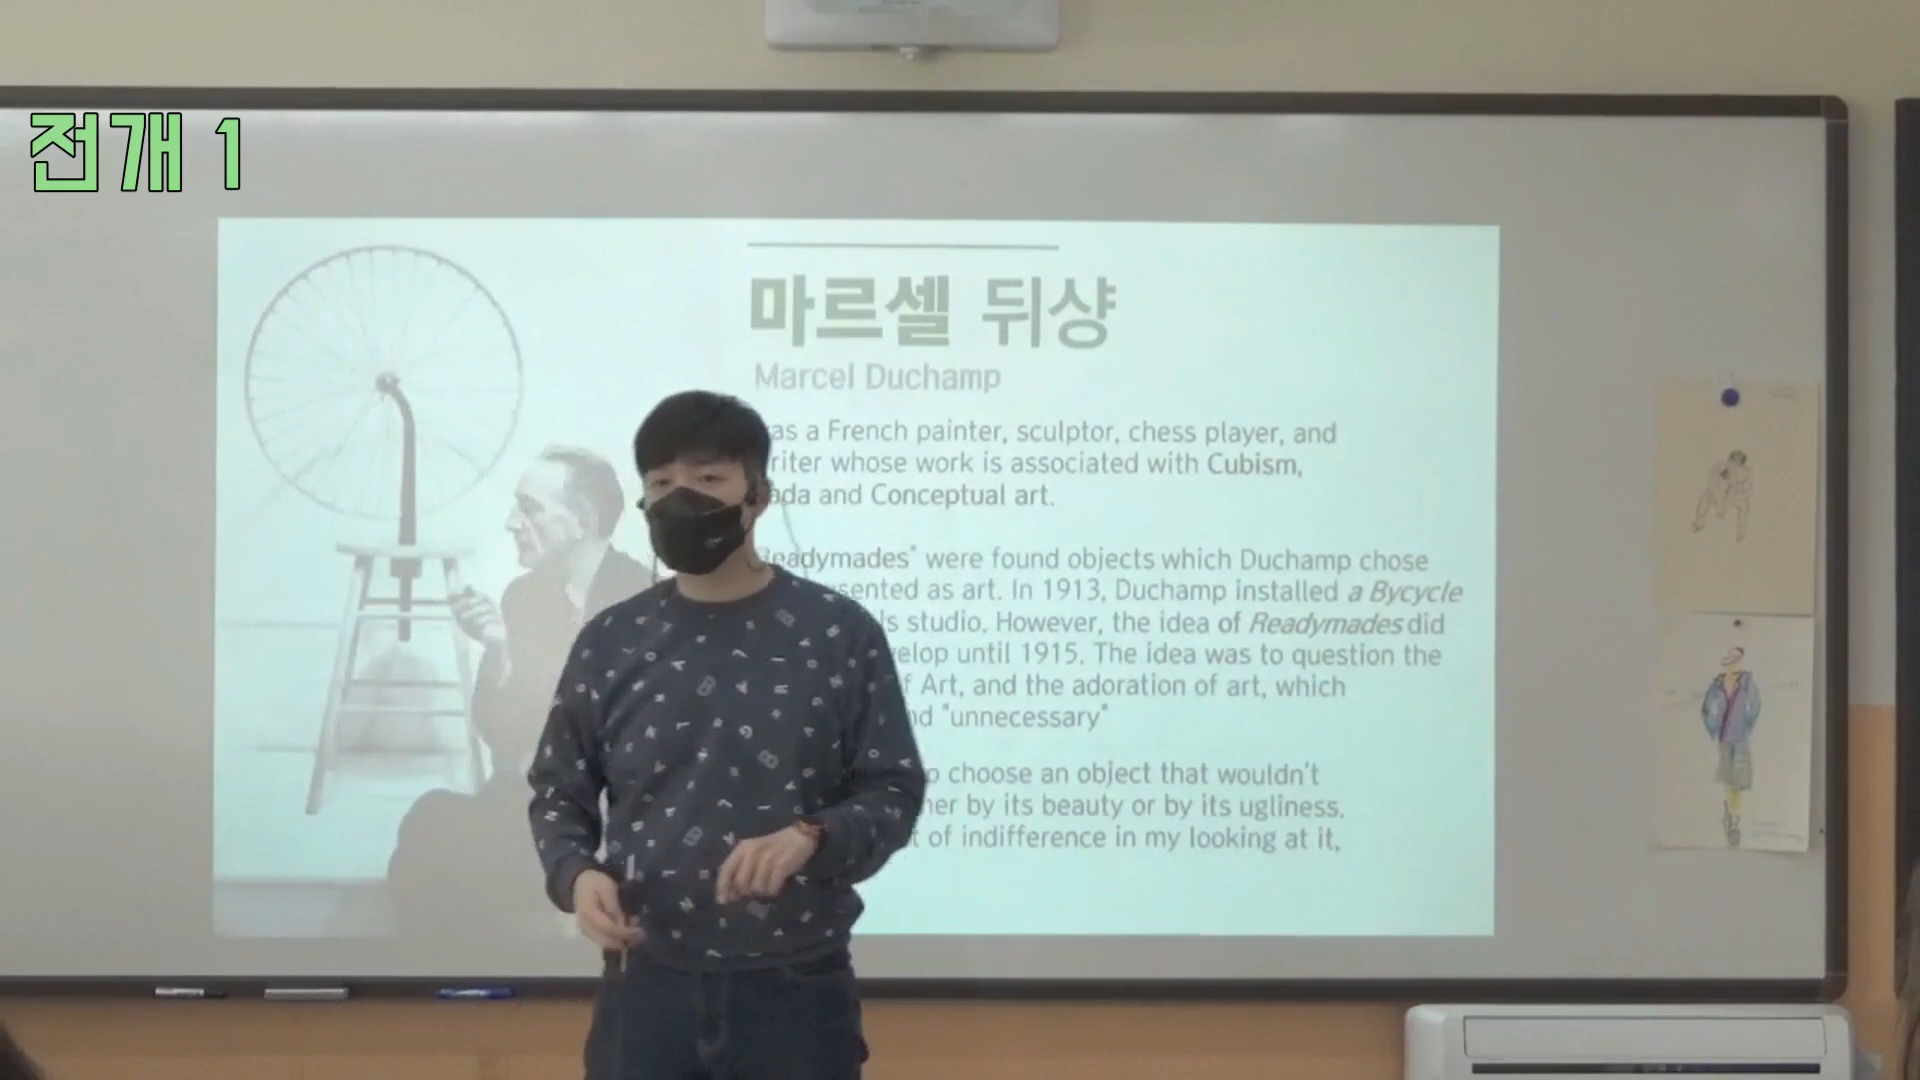 전개 1
마르셀 뒤샹
Marcel Duchamp
as a French painter, sculptor, chess player, and
riter whose work is associated with Cubism,
ada and Conceptual art.
eadymades" were found objects which Duchamp chose
sented as art. In 1913, Duchamp installed a Bycycle
is studio. However, the idea of Readymades did
elop until 1915. The idea was to question the
f Art, and the adoration of art, which
nd "unnecessary"
o choose an object that wouldn't
her by its beauty or by its ugliness.
t of indifference in my looking at it,